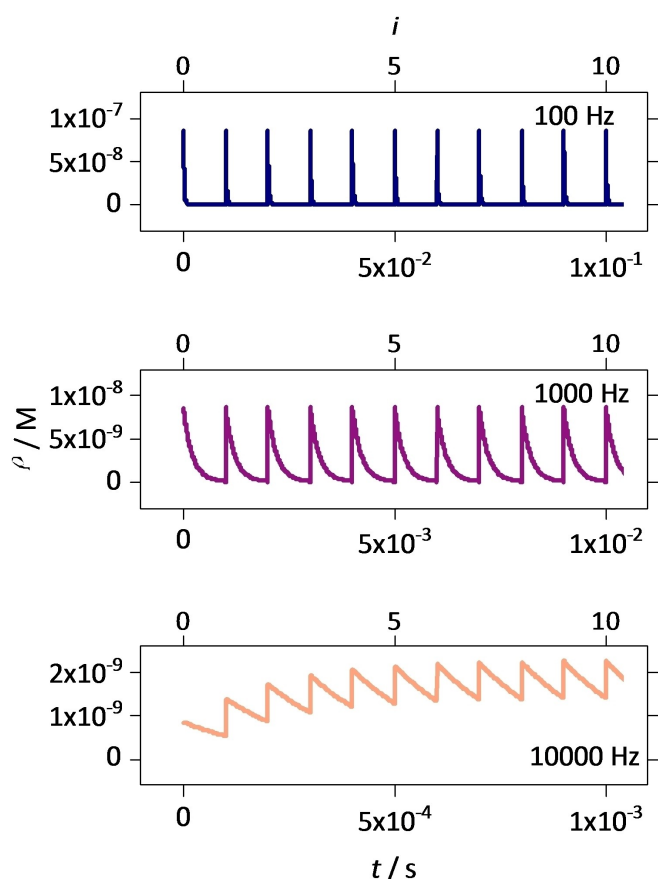 i
0 5 10
100 Hz
1x10⁻⁷
5x10⁻⁸
0
0 5x10⁻² 1x10⁻¹
0 5 10
1000 Hz
1x10⁻⁸
5x10⁻⁹
0
0 5x10⁻³ 1x10⁻²
ρ / M
0 5 10
2x10⁻⁹
1x10⁻⁹
0
10000 Hz
0 5x10⁻⁴ 1x10⁻³
t / s